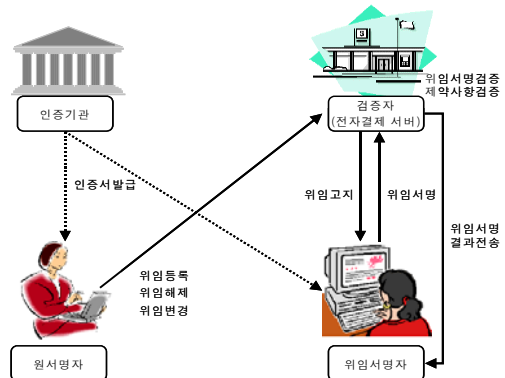 위임서명검증
제약사항검증
인증기관
검증자
(전자결제 서버)
인증서발급
위임고지
위임서명
위임서명
결과전송
위임등록
위임해제
위임변경
원서명자
위임서명자